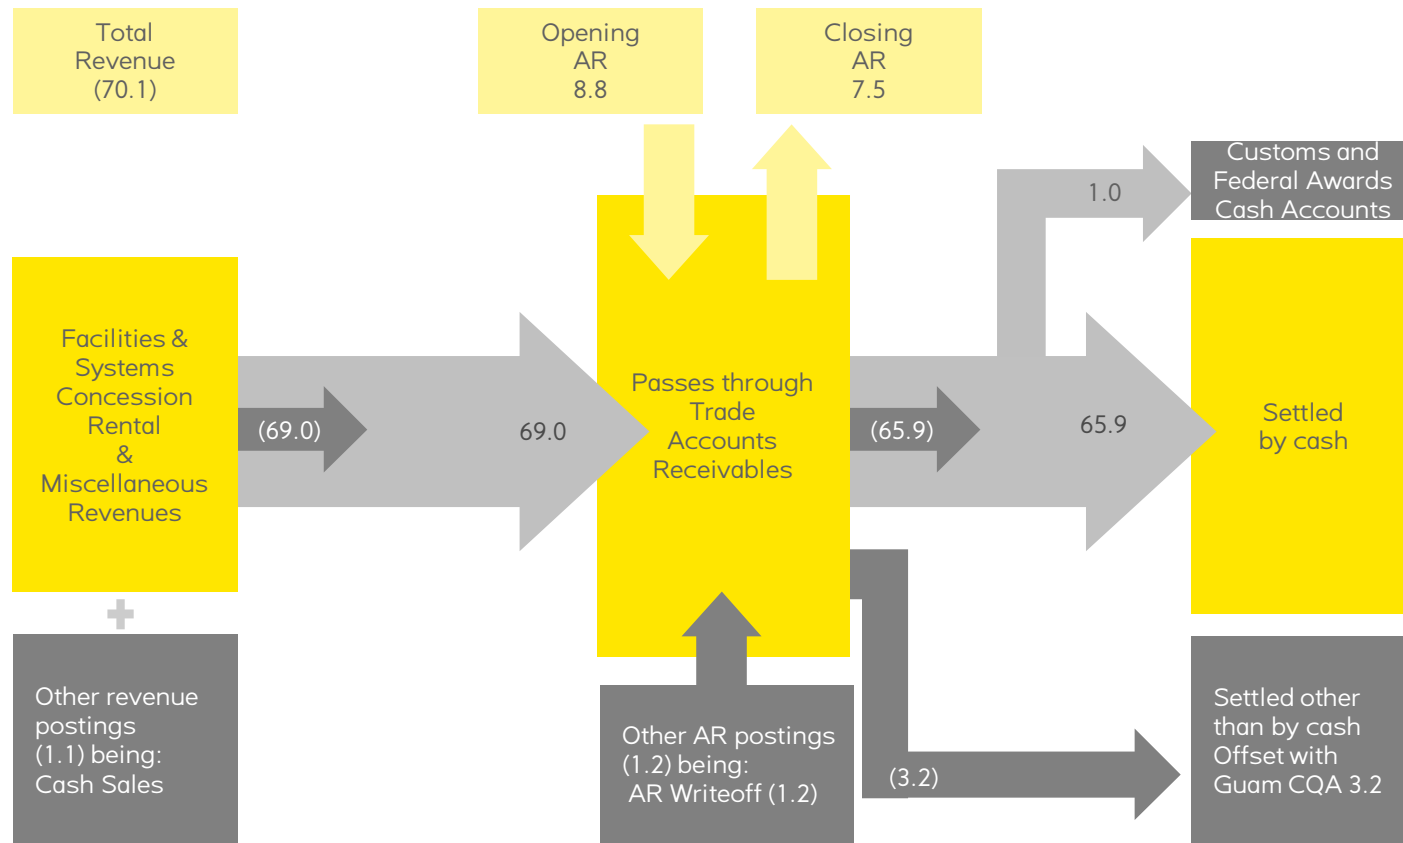 Total
Revenue
(70.1)
Opening
AR
8.8
Closing
AR
7.5
Customs and
Federal Awards
Cash Accounts
1.0
Facilities &
Systems
Concession
Rental
&
Miscellaneous
Revenues
(69.0)
69.0
Passes through
Trade
Accounts
Receivables
(65.9)
65.9
Settled
by cash
Other revenue
postings
(1.1) being:
Cash Sales
Other AR postings
(1.2) being:
AR Writeoff (1.2)
(3.2)
Settled other
than by cash
Offset with
Guam CQA 3.2